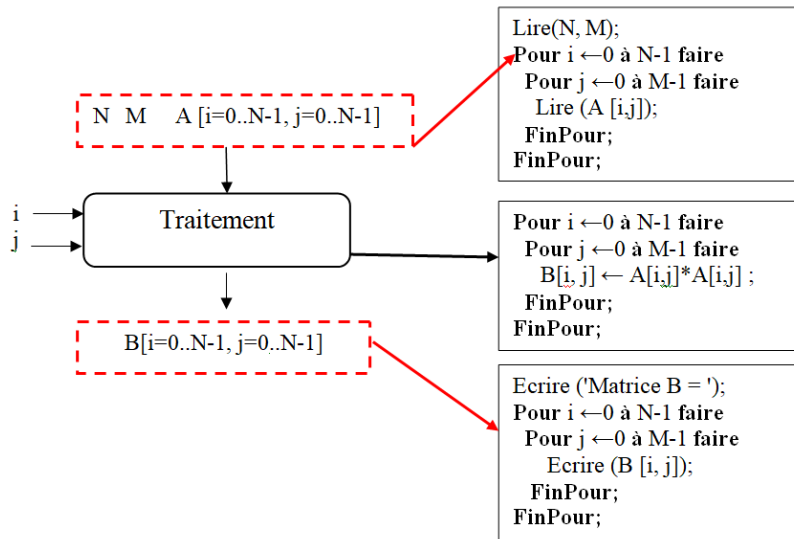 N M A [i=0..N-1, j=0..N-1]
i
j
Traitement
B[i=0..N-1, j=0..N-1]
Lire(N, M);
Pour i ←0 à N-1 faire
Pour j ←0 à M-1 faire
Lire (A [i,j]);
FinPour;
FinPour;
Pour i ←0 à N-1 faire
Pour j ←0 à M-1 faire
B[i, j] ← A[i,j]*A[i,j] ;
FinPour;
FinPour;
Ecrire ('Matrice B = ');
Pour i ←0 à N-1 faire
Pour j ←0 à M-1 faire
Ecrire (B [i, j]);
FinPour;
FinPour;